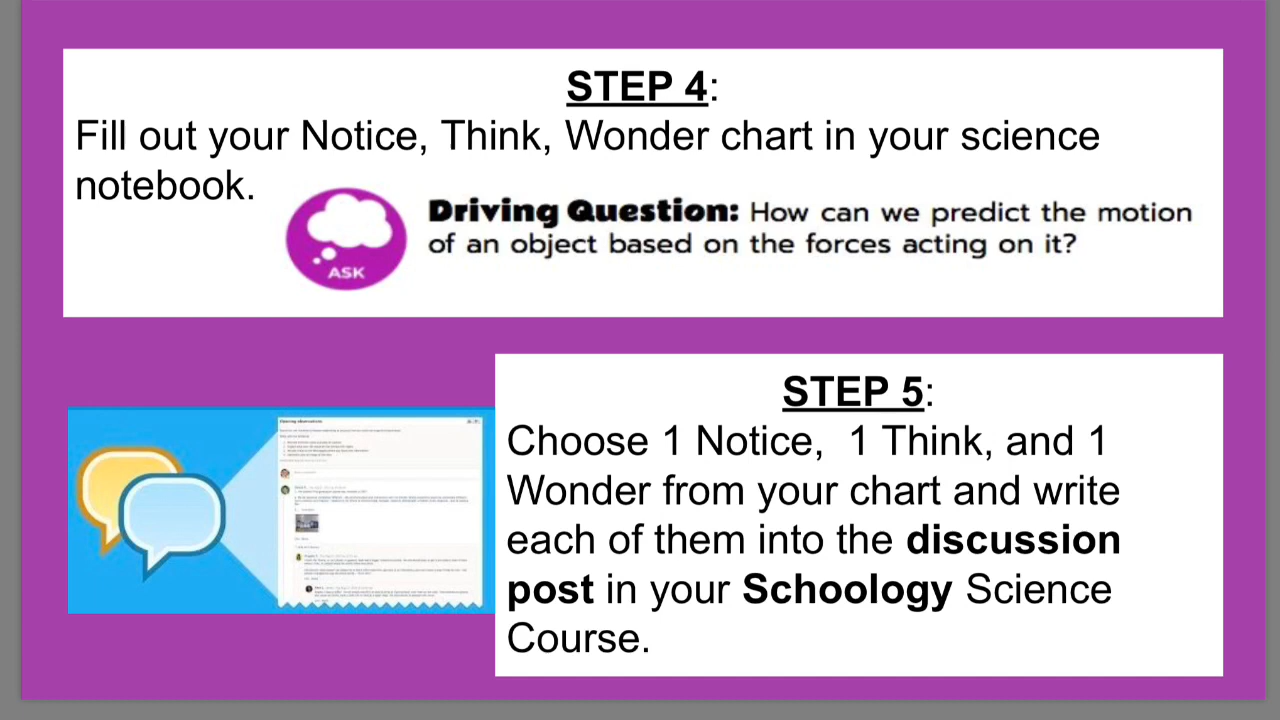 STEP 4:
Fill out your Notice, Think, Wonder chart in your science
notebook.
ASK
Driving Question: How can we predict the motion
of an object based on the forces acting on it?
STEP 5:
Choose 1 Notice, 1 Think, and 1
Wonder from your chart and write
each of them into the discussion
post in your Schoology Science
Course.